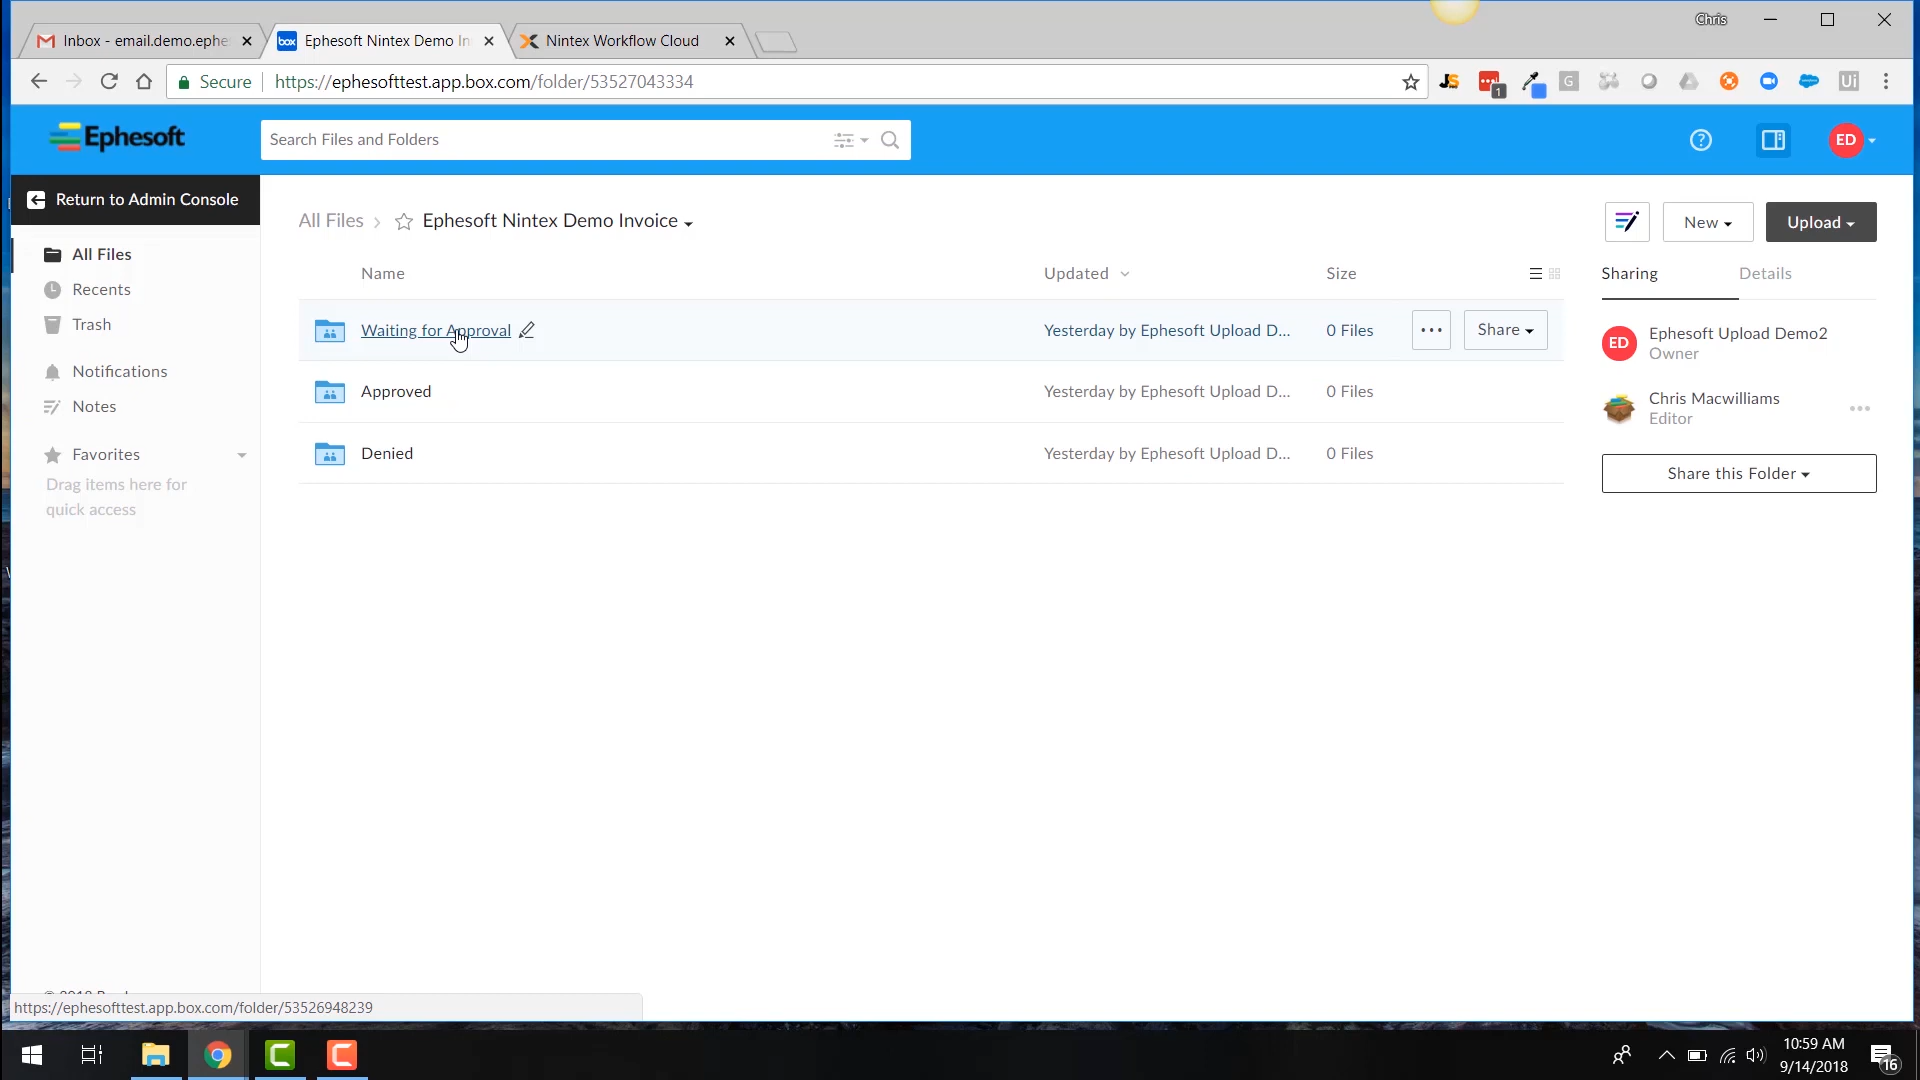 Chris
Inbox - email.demo.ephe
Ephesoft Nintex Demo In
Nintex Workflow Cloud
Secure
https://ephesofttest.app.box.com/folder/53527043334
Ephesoft
Search Files and Folders
ED
Return to Admin Console
All Files
Recents
Trash
Notifications
Notes
Favorites
Drag items here for
quick access
All Files
Ephesoft Nintex Demo Invoice
New
Upload
Name
Updated
Size
Waiting for Approval
Yesterday by Ephesoft Upload D...
0 Files
Share
Approved
Yesterday by Ephesoft Upload D...
0 Files
Denied
Yesterday by Ephesoft Upload D...
0 Files
Sharing
Details
ED
Ephesoft Upload Demo2
Owner
Chris Macwilliams
Editor
Share this Folder
https://ephesofttest.app.box.com/folder/53526948239
10:59 AM
9/14/2018
16